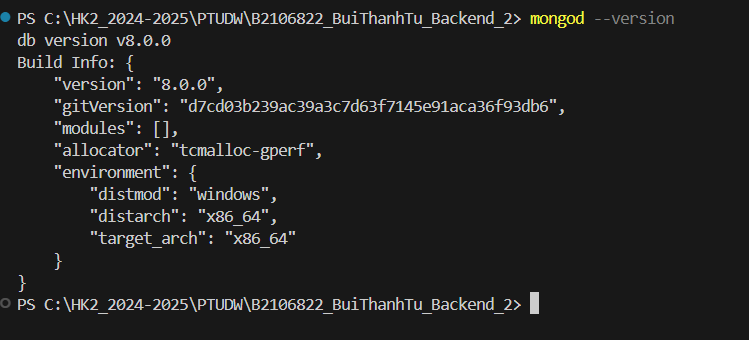 PS C:\HK2_2024-2025\PTUDW\B2106822_BuiThanhTu_Backend_2> mongod --version
db version v8.0.0
Build Info: {
    "version": "8.0.0",
    "gitVersion": "d7cd03b239ac39a3c7d63f7145e91aca36f93db6",
    "modules": [],
    "allocator": "tcmalloc-gperf",
    "environment": {
        "distmod": "windows",
        "distarch": "x86_64",
        "target_arch": "x86_64"
    }
}
PS C:\HK2_2024-2025\PTUDW\B2106822_BuiThanhTu_Backend_2>